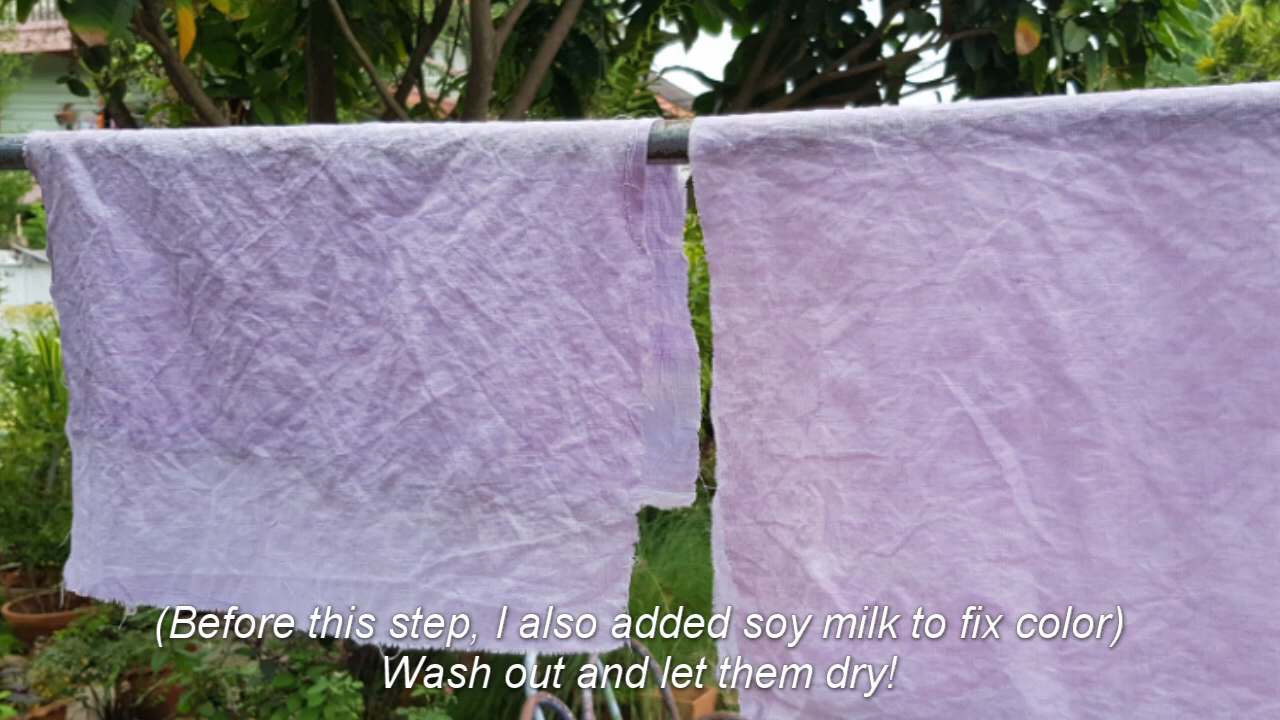 (Before this step, I also added soy milk to fix color)
Wash out and let them dry!